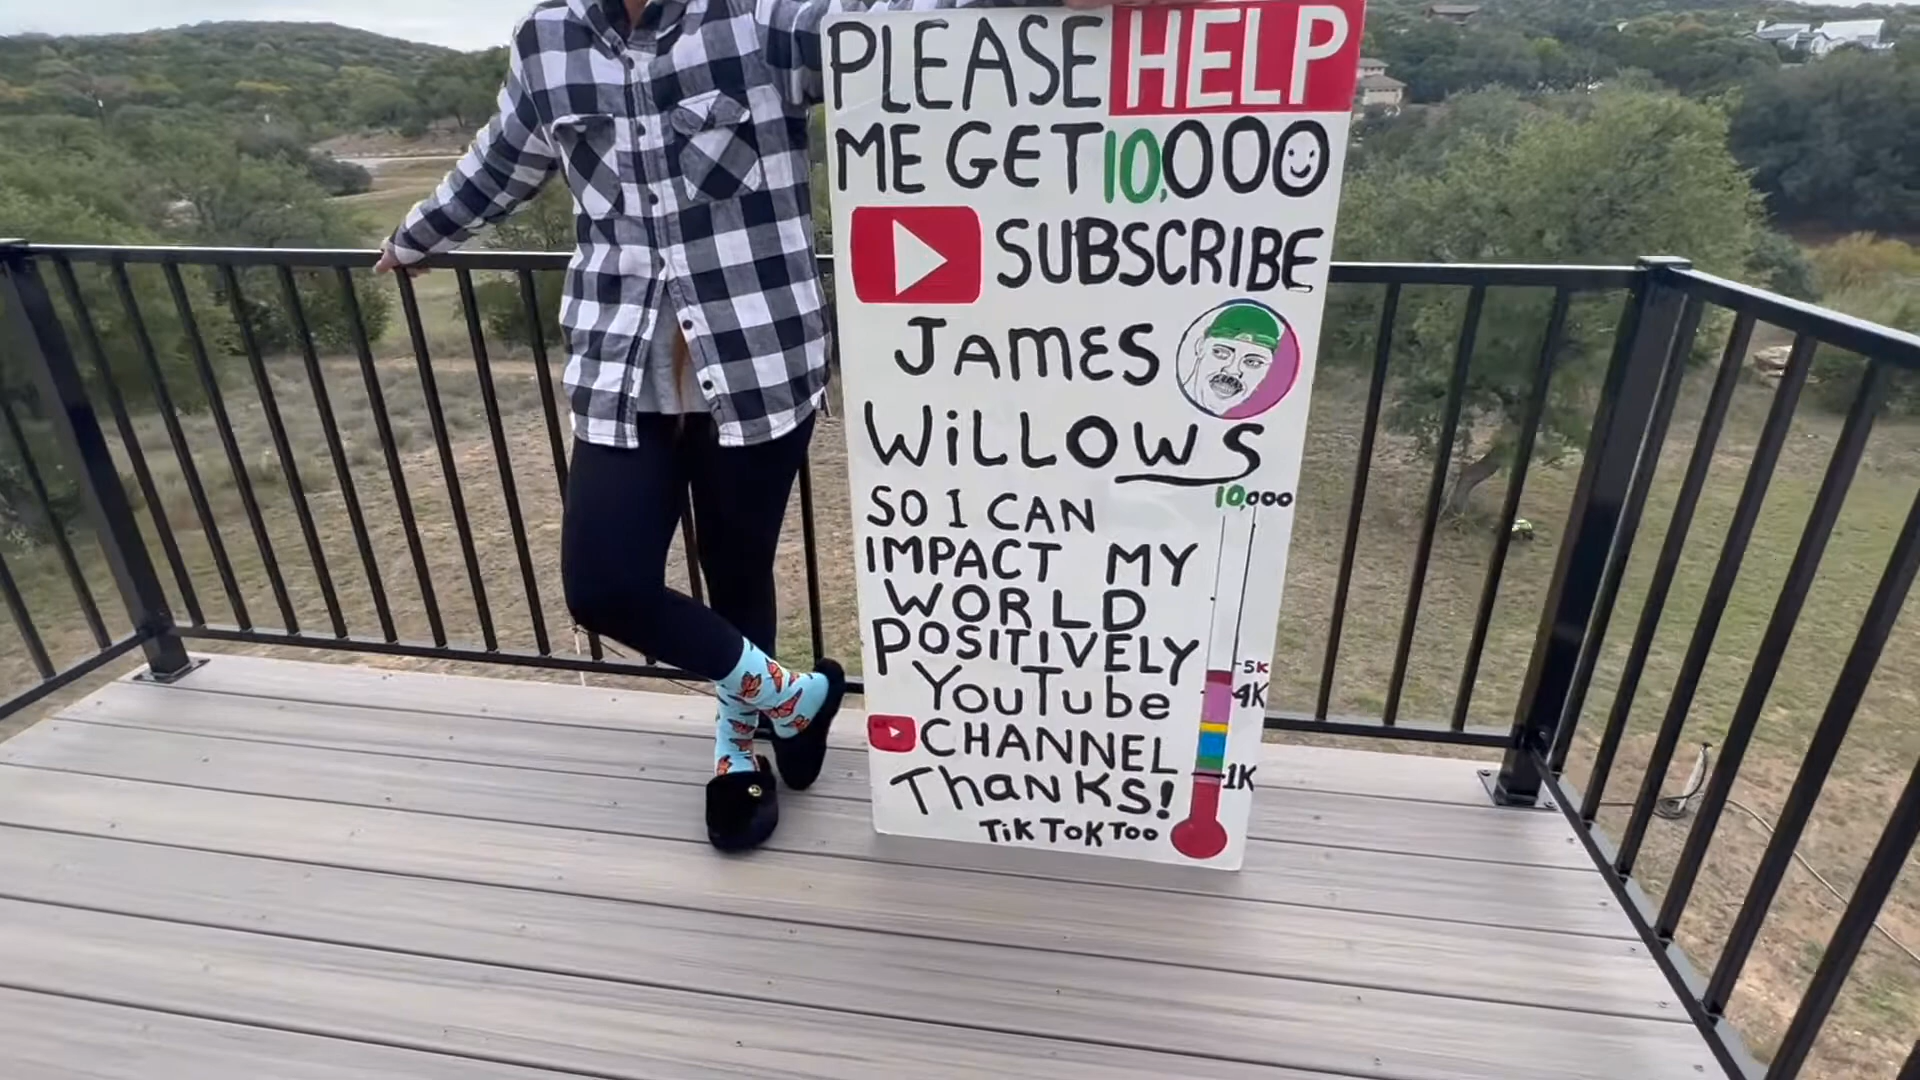 PLEASE HELP
ME GET 10,000
SUBSCRIBE
JAMES
WiLLOWS
10,000
SO I CAN
IMPACT MY
WORLD
POSITIVELY
5K
YouTube
4K
CHANNEL
1K
ThanKS!
TiK ToK Too